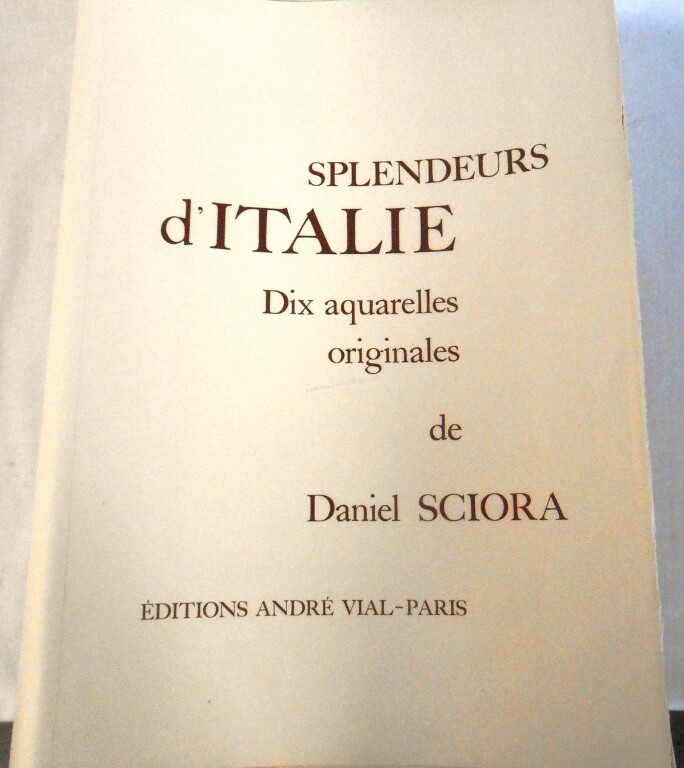 SPLENDEURS
d'ITALIE
Dix aquarelles
originales
de
Daniel SCIORA
ÉDITIONS ANDRÉ VIAL-PARIS